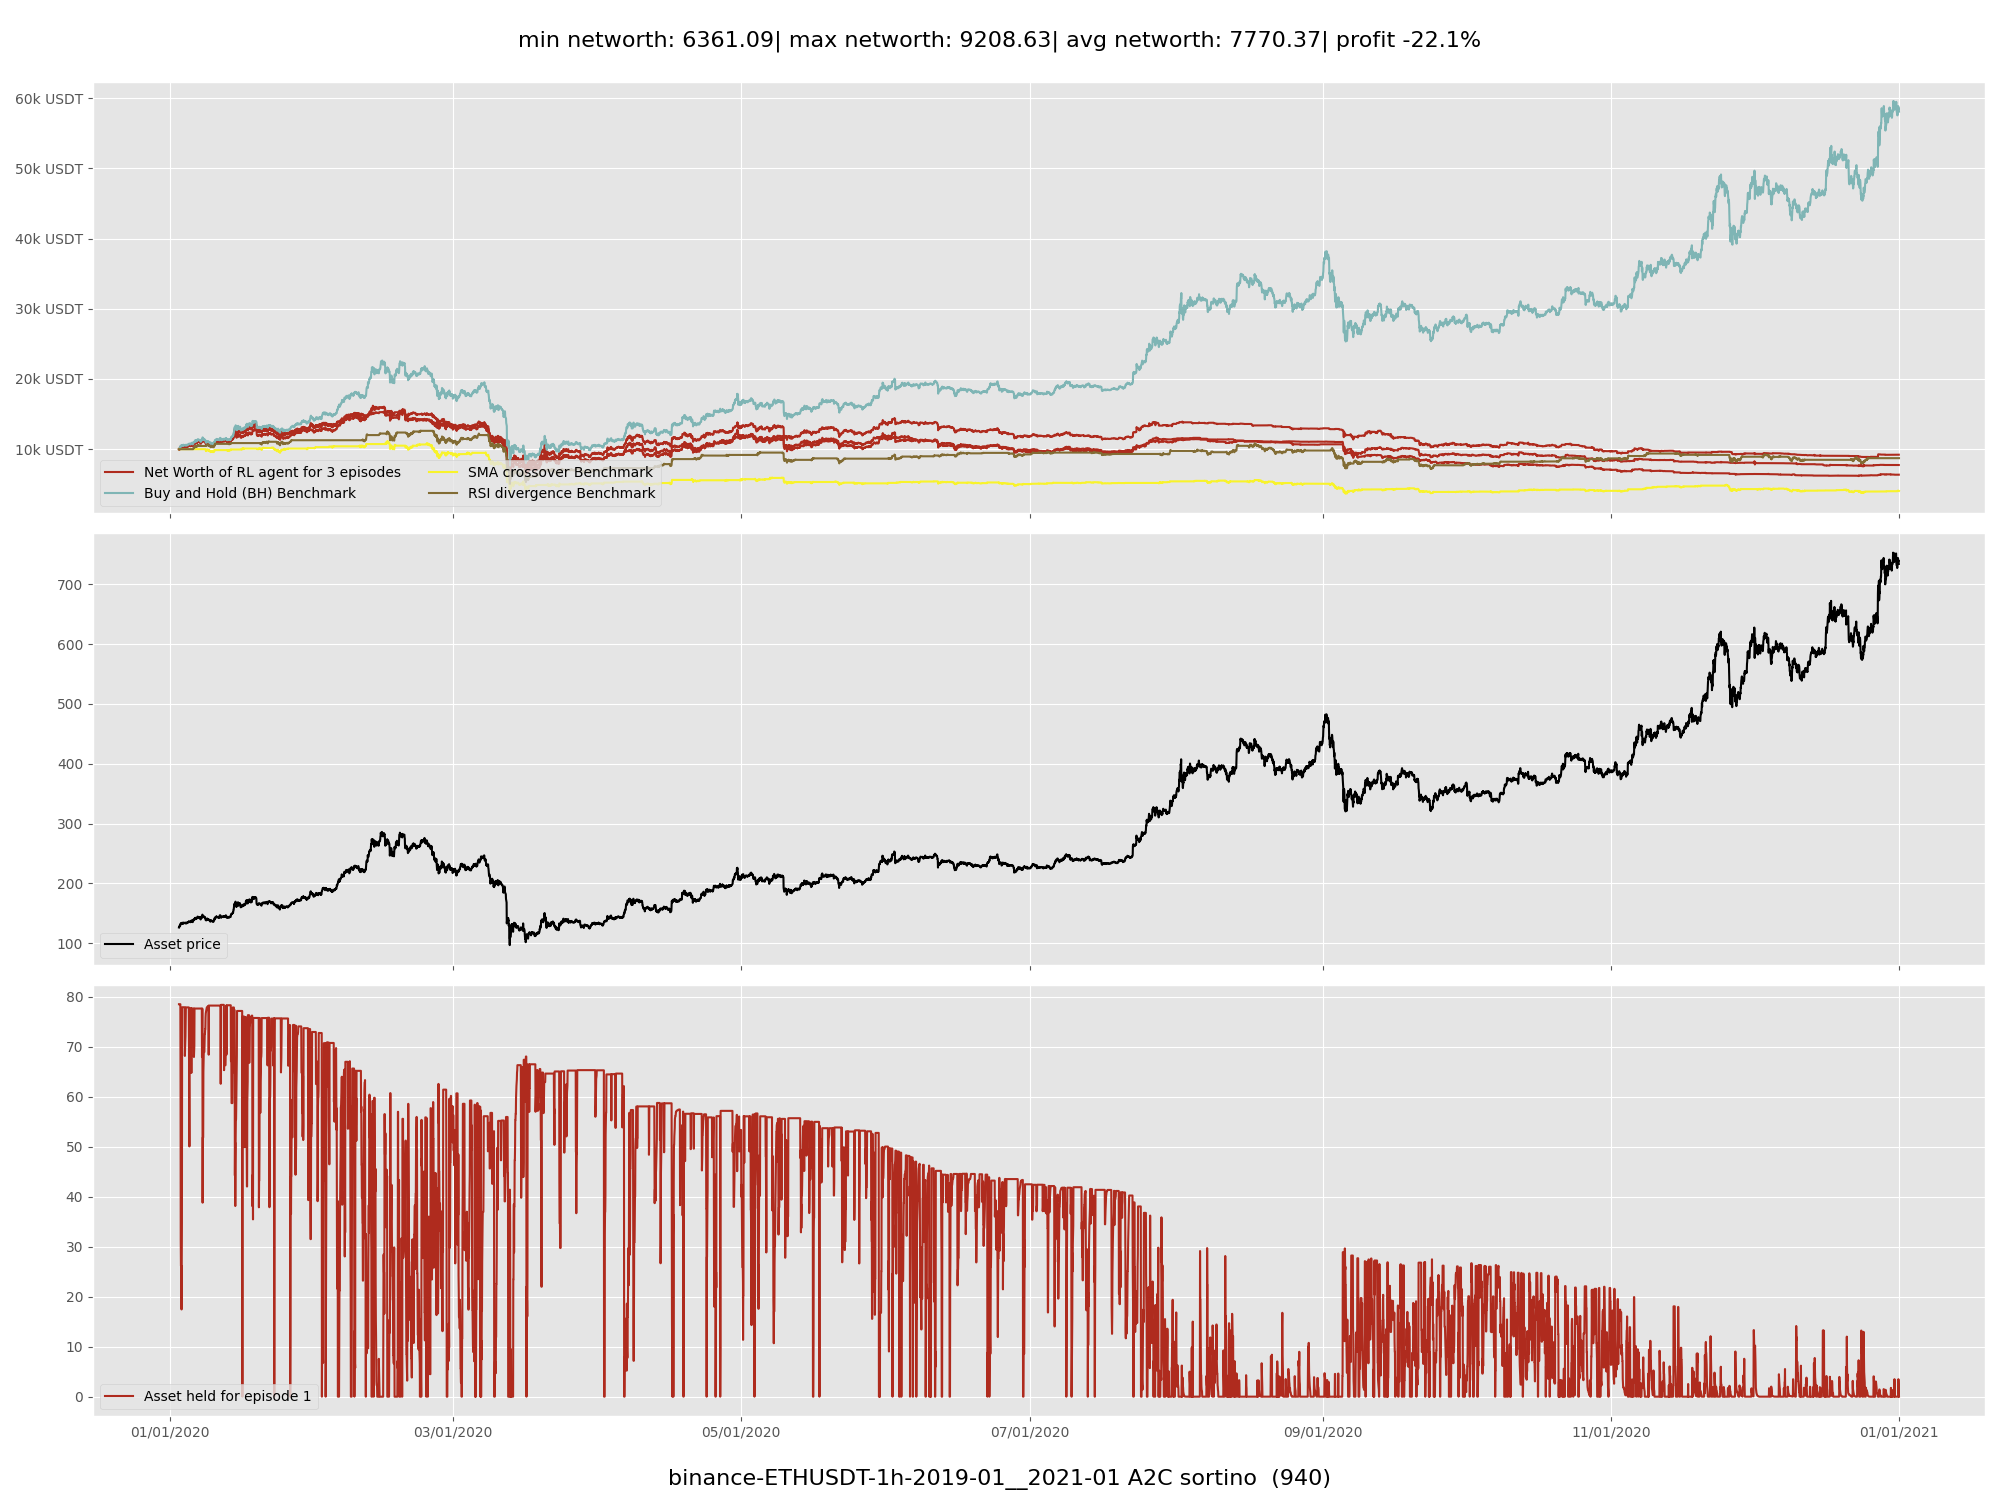 min networth: 6361.09| max networth: 9208.63| avg networth: 7770.37| profit -22.1%
60k USDT
50k USDT
40k USDT
30k USDT
20k USDT
10k USDT
Net Worth of RL agent for 3 episodes
Buy and Hold (BH) Benchmark
SMA crossover Benchmark
RSI divergence Benchmark
700
600
500
400
300
200
100
Asset price
80
70
60
50
40
30
20
10
0
Asset held for episode 1
01/01/2020 03/01/2020 05/01/2020 07/01/2020 09/01/2020 11/01/2020 01/01/2021
binance-ETHUSDT-1h-2019-01__2021-01 A2C sortino (940)